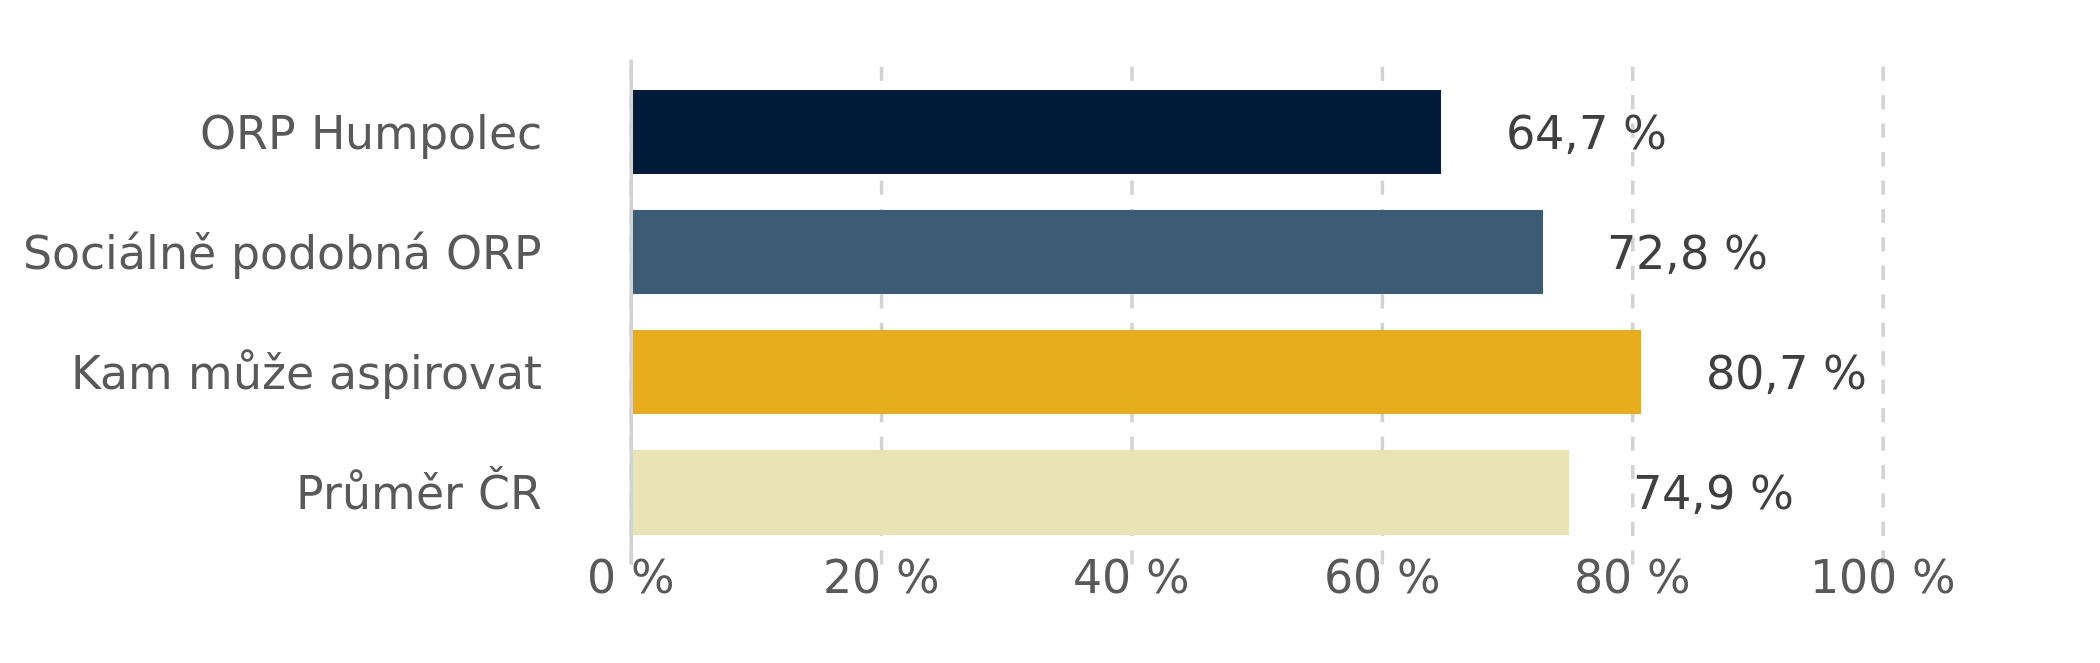 ORP Humpolec 64,7 %
Sociálně podobná ORP 72,8 %
Kam může aspirovat 80,7 %
Průměr ČR 74,9 %
0 % 20 % 40 % 60 % 80 % 100 %